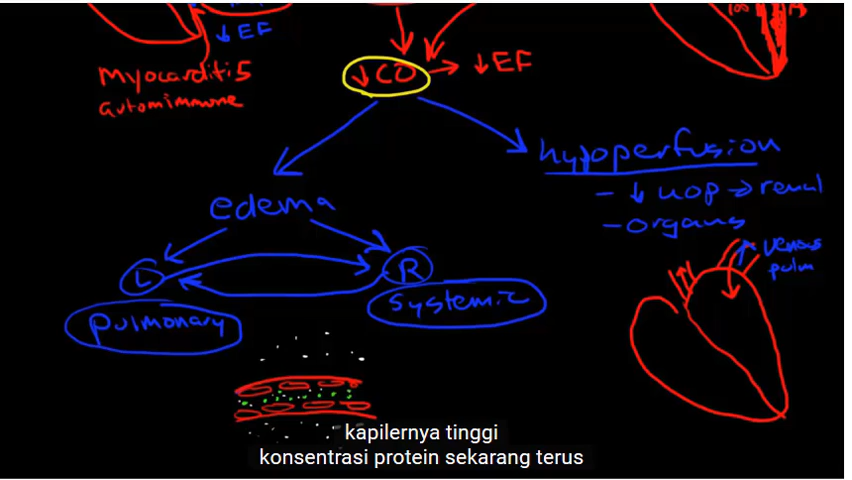 ↓ EF
Myocarditis
autoimmune
↓ CO → ↓ EF
hypoperfusion
- ↓ UOP → renal
- organs
edema
L
R
pulmonary
systemic
venous
pulm
kapilernya tinggi
konsentrasi protein sekarang terus